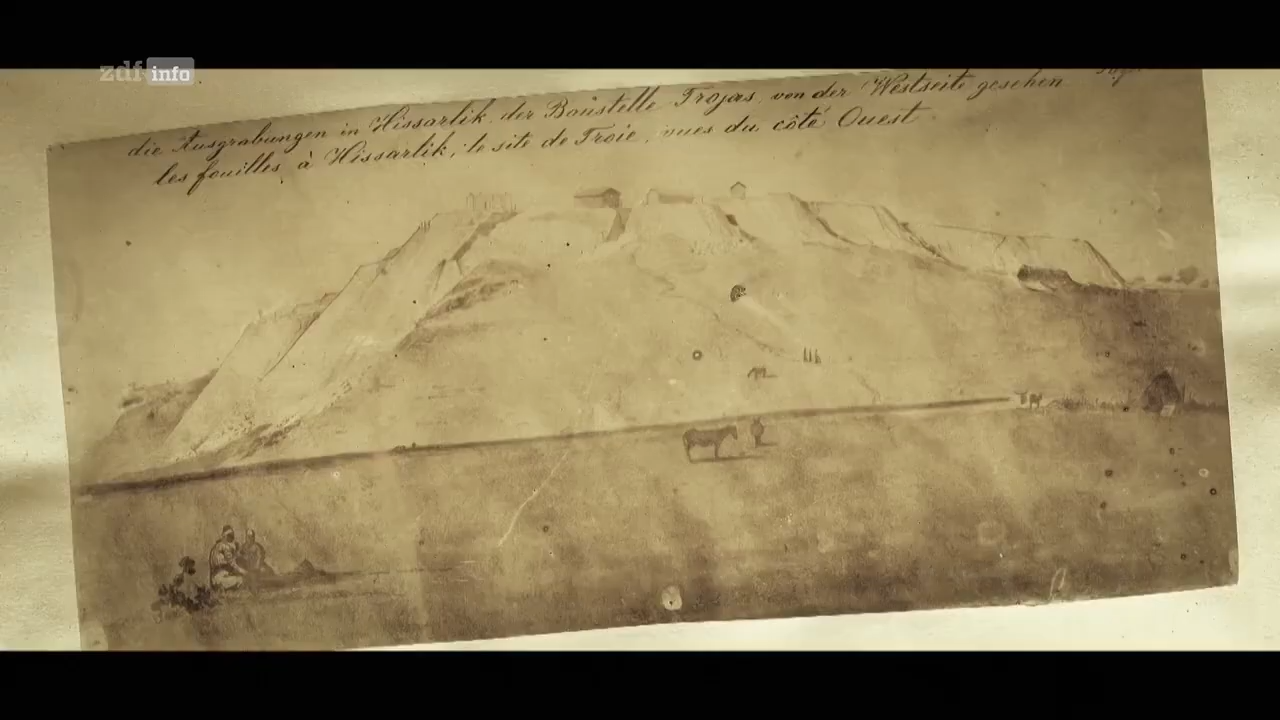 zdf info
die Ausgrabungen in Hissarlik, der Baustelle Trojas, von der Westseite gesehen
les fouilles, à Hissarlik, le site de Troie, vues du côté Ouest